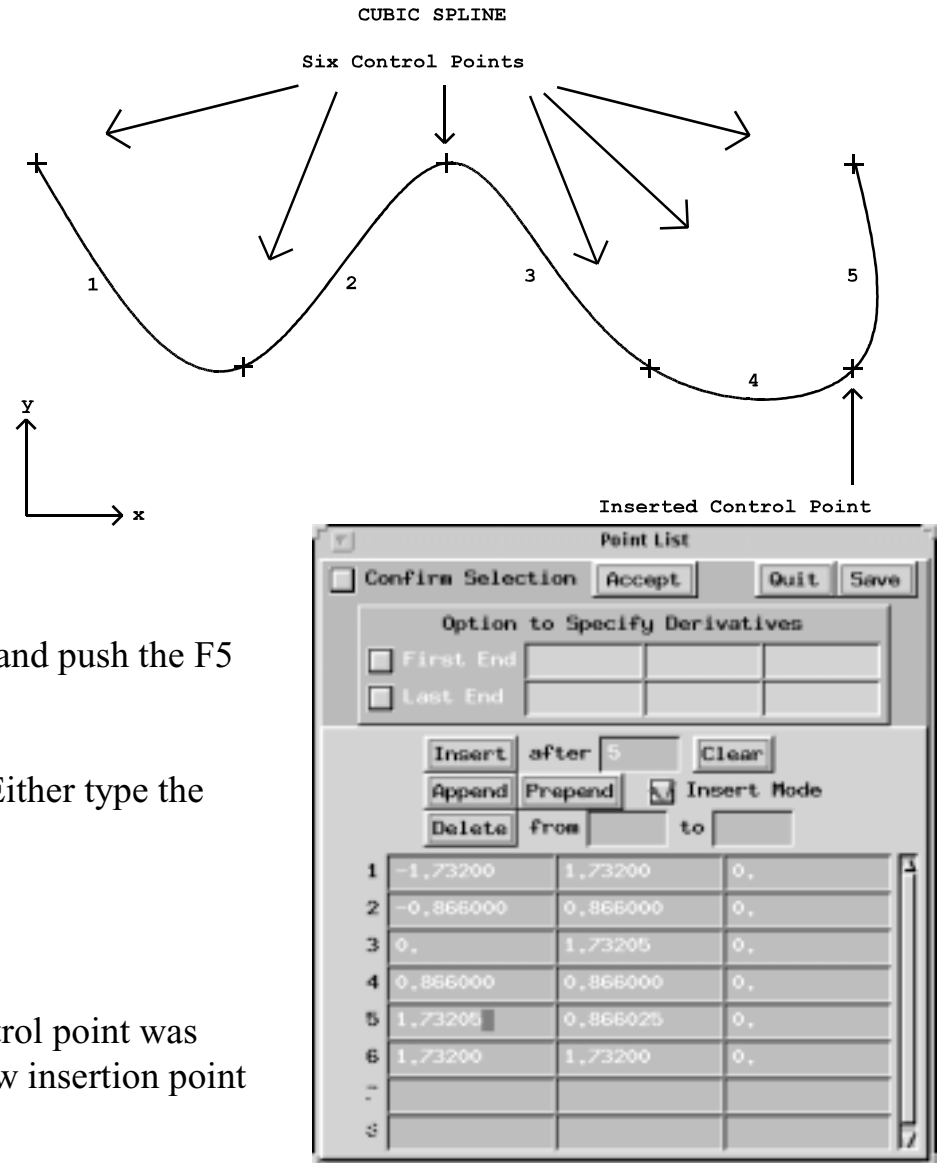 CUBIC SPLINE
Six Control Points
1
2
3
4
5
y
x
Inserted Control Point
Point List
Confirm Selection Accept Quit Save
Option to Specify Derivatives
First End
Last End
and push the F5
Either type the
Insert after 5 Clear
Append Prepend Insert Mode
Delete from to
1 -1.73200 1.73200 0.
2 -0.866000 0.866000 0.
3 0. 1.73205 0.
4 0.866000 0.866000 0.
5 1.73205 0.866025 0.
6 1.73200 1.73200 0.
trol point was
w insertion point